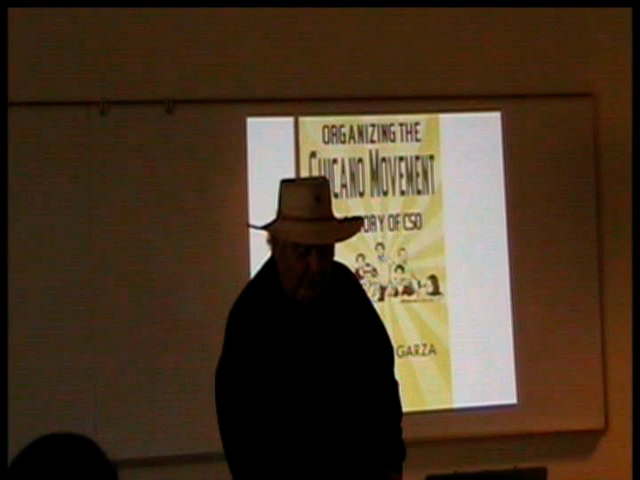 ORGANIZING THE
CHICANO MOVEMENT
ORY OF CSO
GARZA